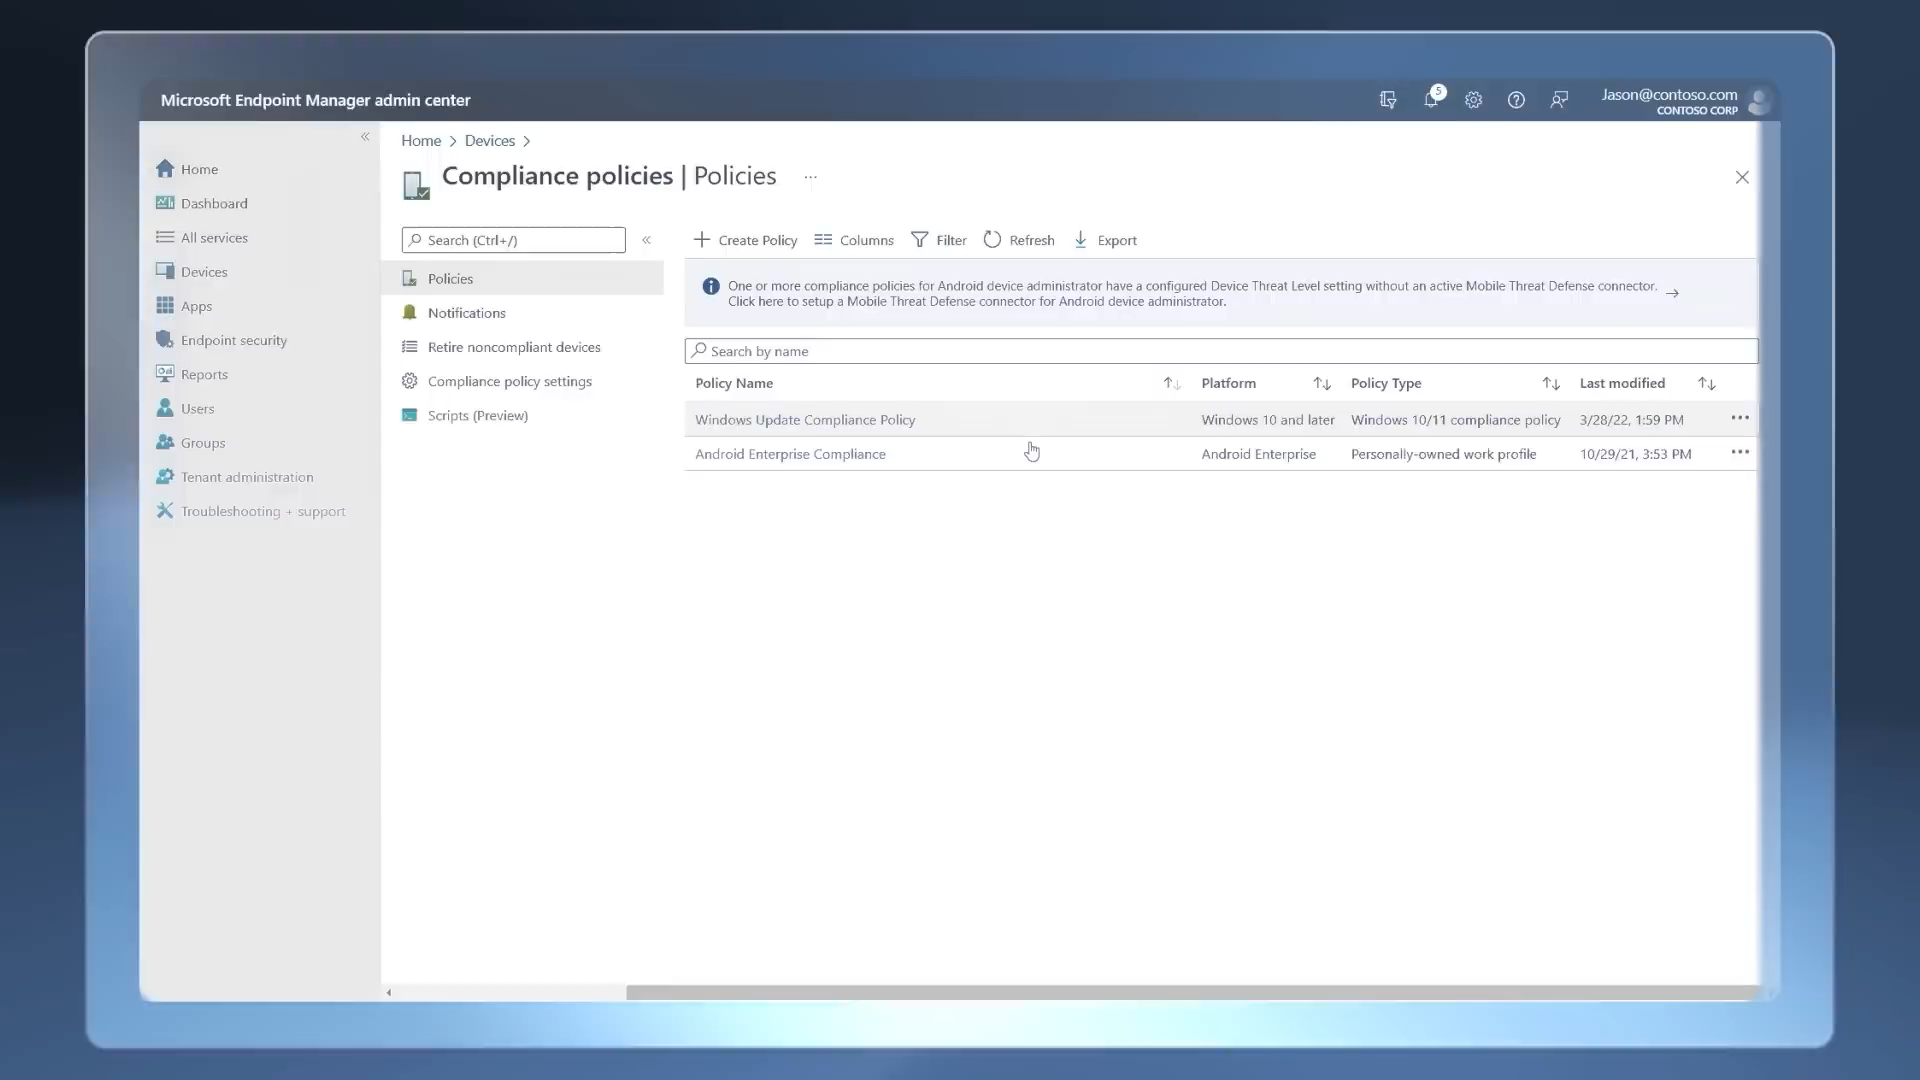 Microsoft Endpoint Manager admin center
5
Jason@contoso.com
CONTOSO CORP
«
Home
Dashboard
All services
Devices
Apps
Endpoint security
Reports
Users
Groups
Tenant administration
Troubleshooting + support
Home > Devices >
Compliance policies | Policies ...
Search (Ctrl+/)
«
Policies
Notifications
Retire noncompliant devices
Compliance policy settings
Scripts (Preview)
Create Policy Columns Filter Refresh Export
One or more compliance policies for Android device administrator have a configured Device Threat Level setting without an active Mobile Threat Defense connector.
Click here to setup a Mobile Threat Defense connector for Android device administrator.
Search by name
Policy Name Platform Policy Type Last modified
Windows Update Compliance Policy Windows 10 and later Windows 10/11 compliance policy 3/28/22, 1:59 PM
Android Enterprise Compliance Android Enterprise Personally-owned work profile 10/29/21, 3:53 PM